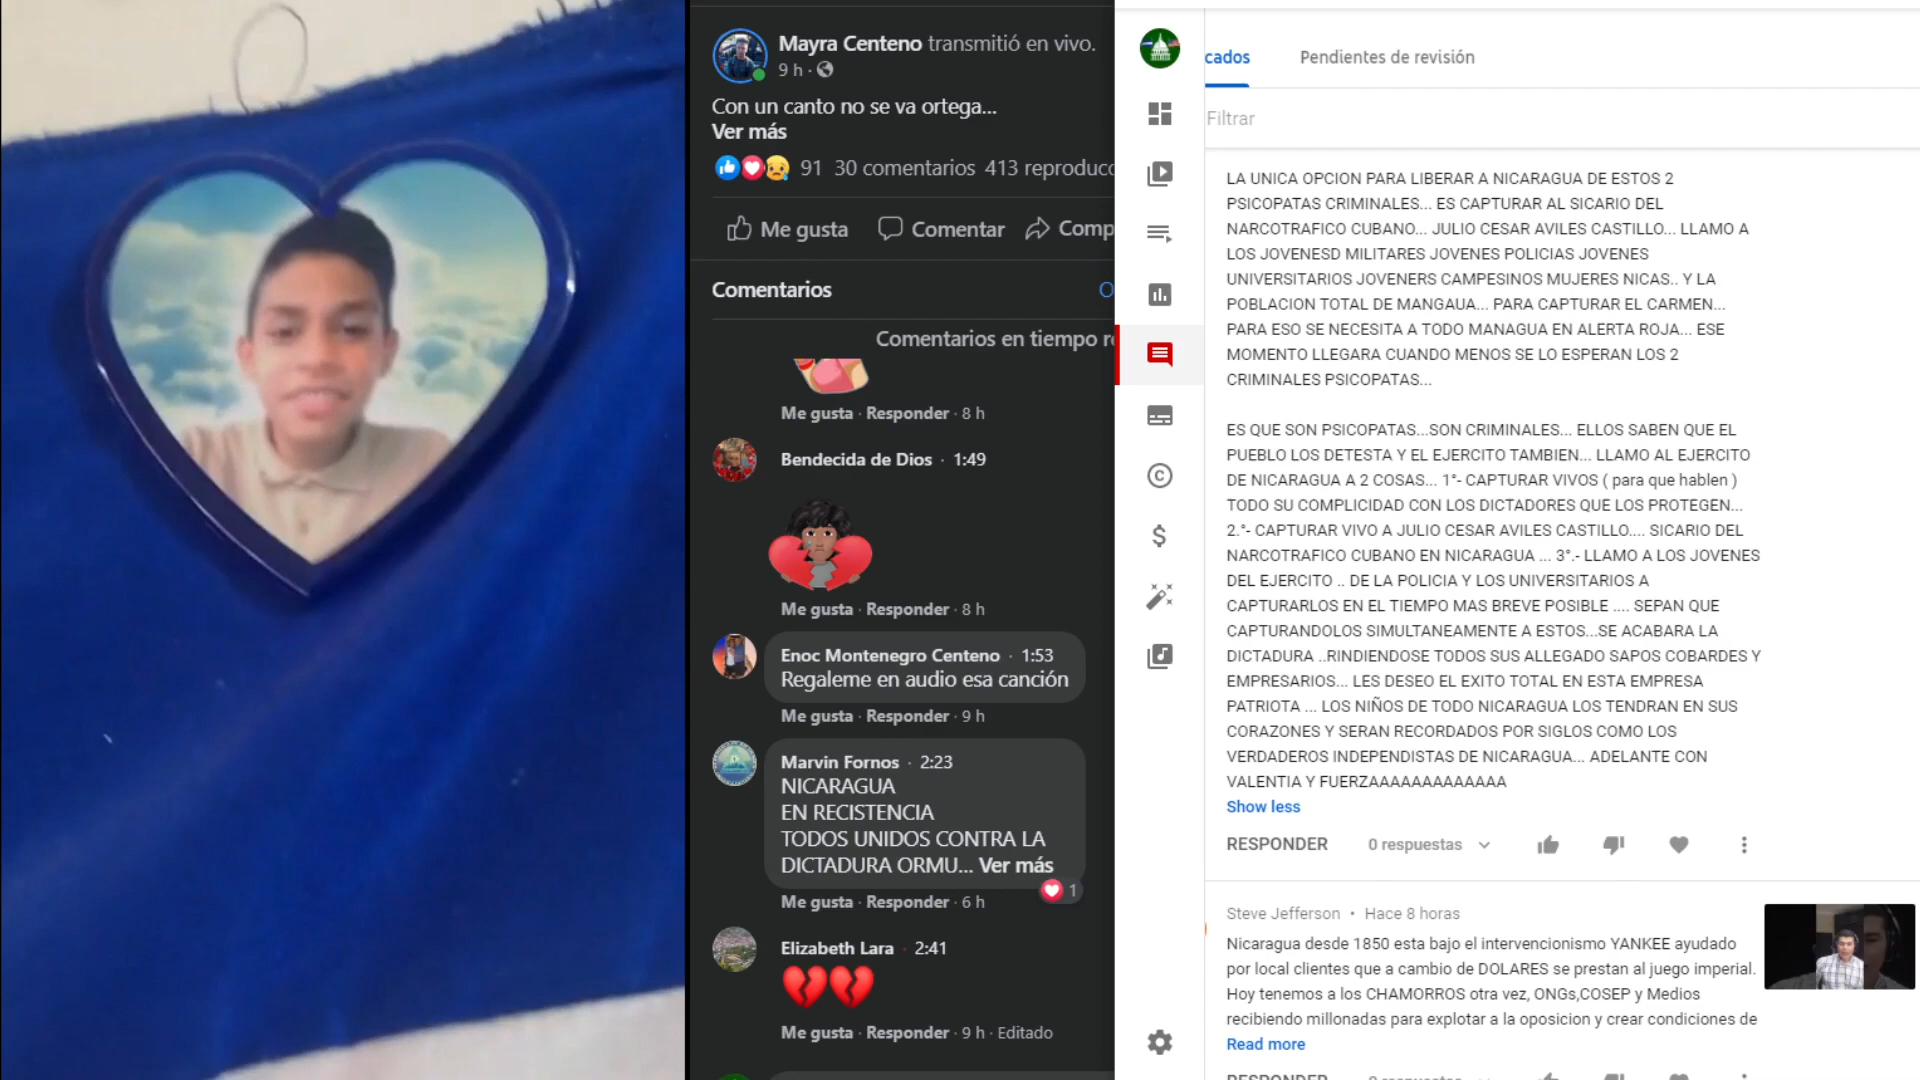 Mayra Centeno transmitió en vivo.
9 h ·
Con un canto no se va ortega...
Ver más
91 30 comentarios 413 reproducc
Me gusta Comentar Comp
Comentarios O
Comentarios en tiempo re
Me gusta · Responder · 8 h
Bendecida de Dios · 1:49
Me gusta · Responder · 8 h
Enoc Montenegro Centeno · 1:53
Regaleme en audio esa canción
Me gusta · Responder · 9 h
Marvin Fornos · 2:23
NICARAGUA
EN RECISTENCIA
TODOS UNIDOS CONTRA LA
DICTADURA ORMU... Ver más
1
Me gusta · Responder · 6 h
Elizabeth Lara · 2:41
Me gusta · Responder · 9 h · Editado
cados Pendientes de revisión
Filtrar
LA UNICA OPCION PARA LIBERAR A NICARAGUA DE ESTOS 2
PSICOPATAS CRIMINALES... ES CAPTURAR AL SICARIO DEL
NARCOTRAFICO CUBANO... JULIO CESAR AVILES CASTILLO... LLAMO A
LOS JOVENESD MILITARES JOVENES POLICIAS JOVENES
UNIVERSITARIOS JOVENERS CAMPESINOS MUJERES NICAS.. Y LA
POBLACION TOTAL DE MANGAUA... PARA CAPTURAR EL CARMEN...
PARA ESO SE NECESITA A TODO MANAGUA EN ALERTA ROJA... ESE
MOMENTO LLEGARA CUANDO MENOS SE LO ESPERAN LOS 2
CRIMINALES PSICOPATAS...
ES QUE SON PSICOPATAS...SON CRIMINALES... ELLOS SABEN QUE EL
PUEBLO LOS DETESTA Y EL EJERCITO TAMBIEN... LLAMO AL EJERCITO
DE NICARAGUA A 2 COSAS... 1°- CAPTURAR VIVOS ( para que hablen )
TODO SU COMPLICIDAD CON LOS DICTADORES QUE LOS PROTEGEN...
2.°- CAPTURAR VIVO A JULIO CESAR AVILES CASTILLO.... SICARIO DEL
NARCOTRAFICO CUBANO EN NICARAGUA ... 3°.- LLAMO A LOS JOVENES
DEL EJERCITO .. DE LA POLICIA Y LOS UNIVERSITARIOS A
CAPTURARLOS EN EL TIEMPO MAS BREVE POSIBLE .... SEPAN QUE
CAPTURANDOLOS SIMULTANEAMENTE A ESTOS...SE ACABARA LA
DICTADURA ..RINDIENDOSE TODOS SUS ALLEGADO SAPOS COBARDES Y
EMPRESARIOS... LES DESEO EL EXITO TOTAL EN ESTA EMPRESA
PATRIOTA ... LOS NIÑOS DE TODO NICARAGUA LOS TENDRAN EN SUS
CORAZONES Y SERAN RECORDADOS POR SIGLOS COMO LOS
VERDADEROS INDEPENDISTAS DE NICARAGUA... ADELANTE CON
VALENTIA Y FUERZAAAAAAAAAAAAA
Show less
RESPONDER 0 respuestas
Steve Jefferson • Hace 8 horas
Nicaragua desde 1850 esta bajo el intervencionismo YANKEE ayudado
por local clientes que a cambio de DOLARES se prestan al juego imperial.
Hoy tenemos a los CHAMORROS otra vez, ONGs,COSEP y Medios
recibiendo millonadas para explotar a la oposicion y crear condiciones de
Read more
RESPONDER 0 respuestas